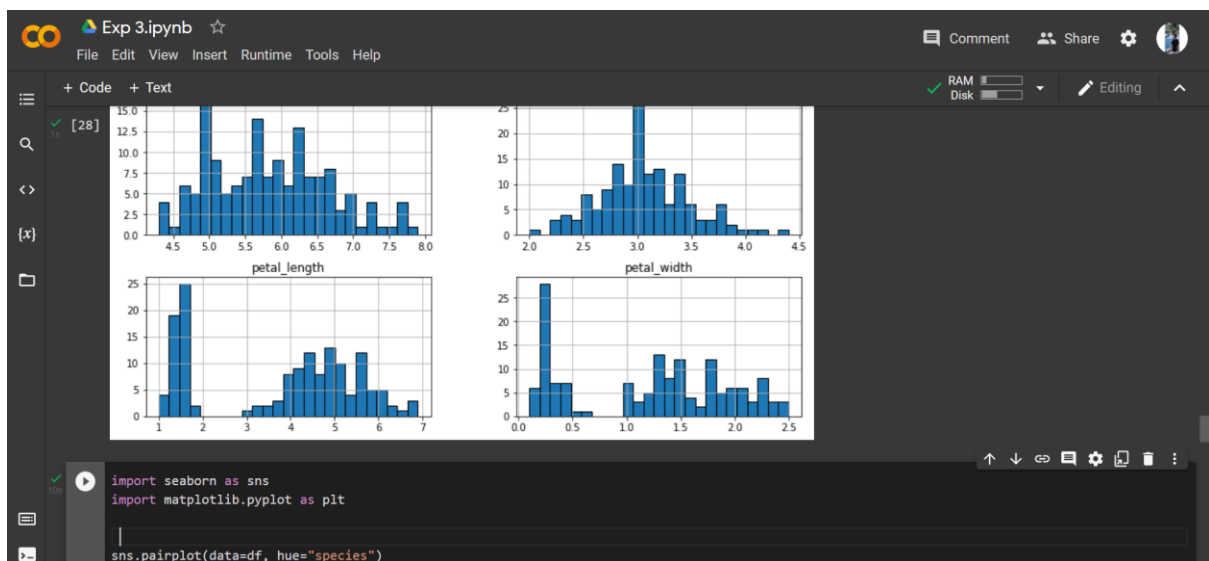 Exp 3.ipynb
Comment
Share
File Edit View Insert Runtime Tools Help
+ Code + Text
RAM
Disk
Editing
[28]
1s
15.0
12.5
10.0
7.5
5.0
2.5
0.0
4.5 5.0 5.5 6.0 6.5 7.0 7.5 8.0
25
20
15
10
5
0
2.0 2.5 3.0 3.5 4.0 4.5
{x}
petal_length
25
20
15
10
5
0
1 2 3 4 5 6 7
petal_width
25
20
15
10
5
0
0.0 0.5 1.0 1.5 2.0 2.5
10s
import seaborn as sns
import matplotlib.pyplot as plt
sns.pairplot(data=df, hue="species")